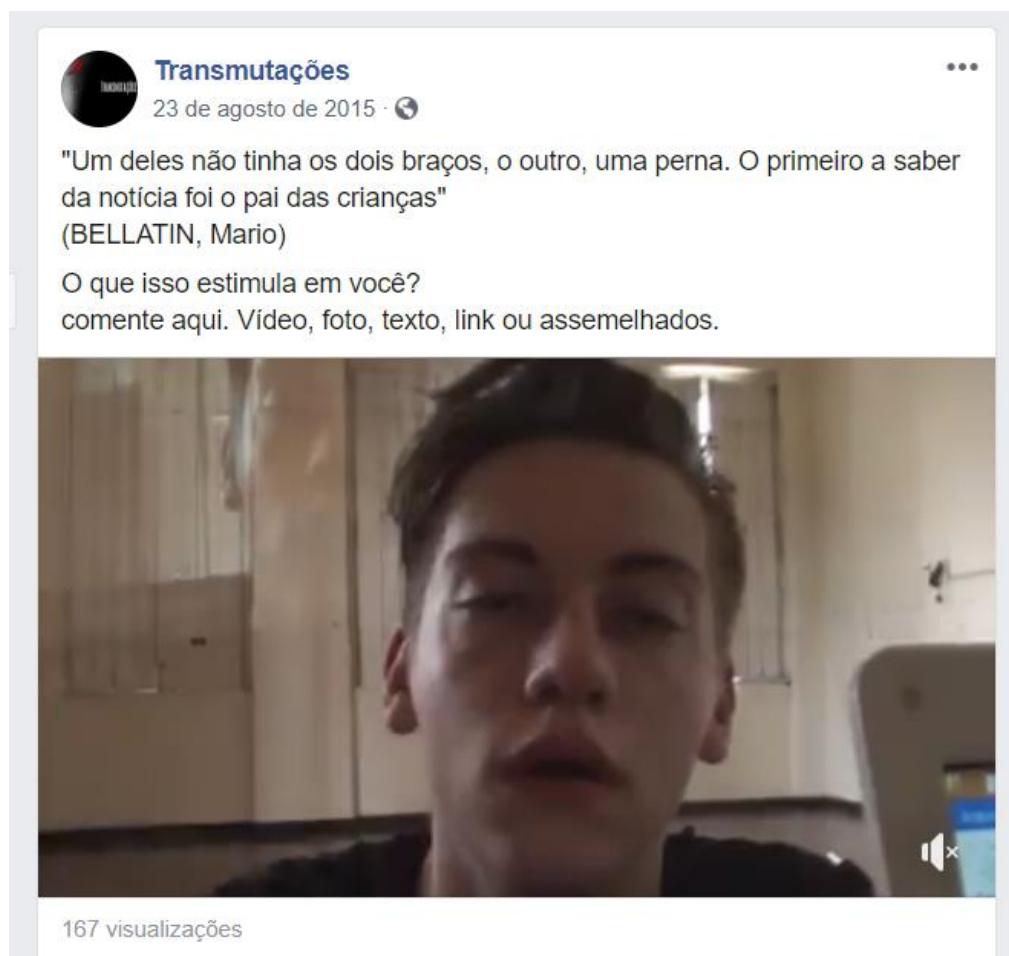 Transmutações
23 de agosto de 2015 ·
"Um deles não tinha os dois braços, o outro, uma perna. O primeiro a saber
da notícia foi o pai das crianças"
(BELLATIN, Mario)
O que isso estimula em você?
comente aqui. Vídeo, foto, texto, link ou assemelhados.
167 visualizações